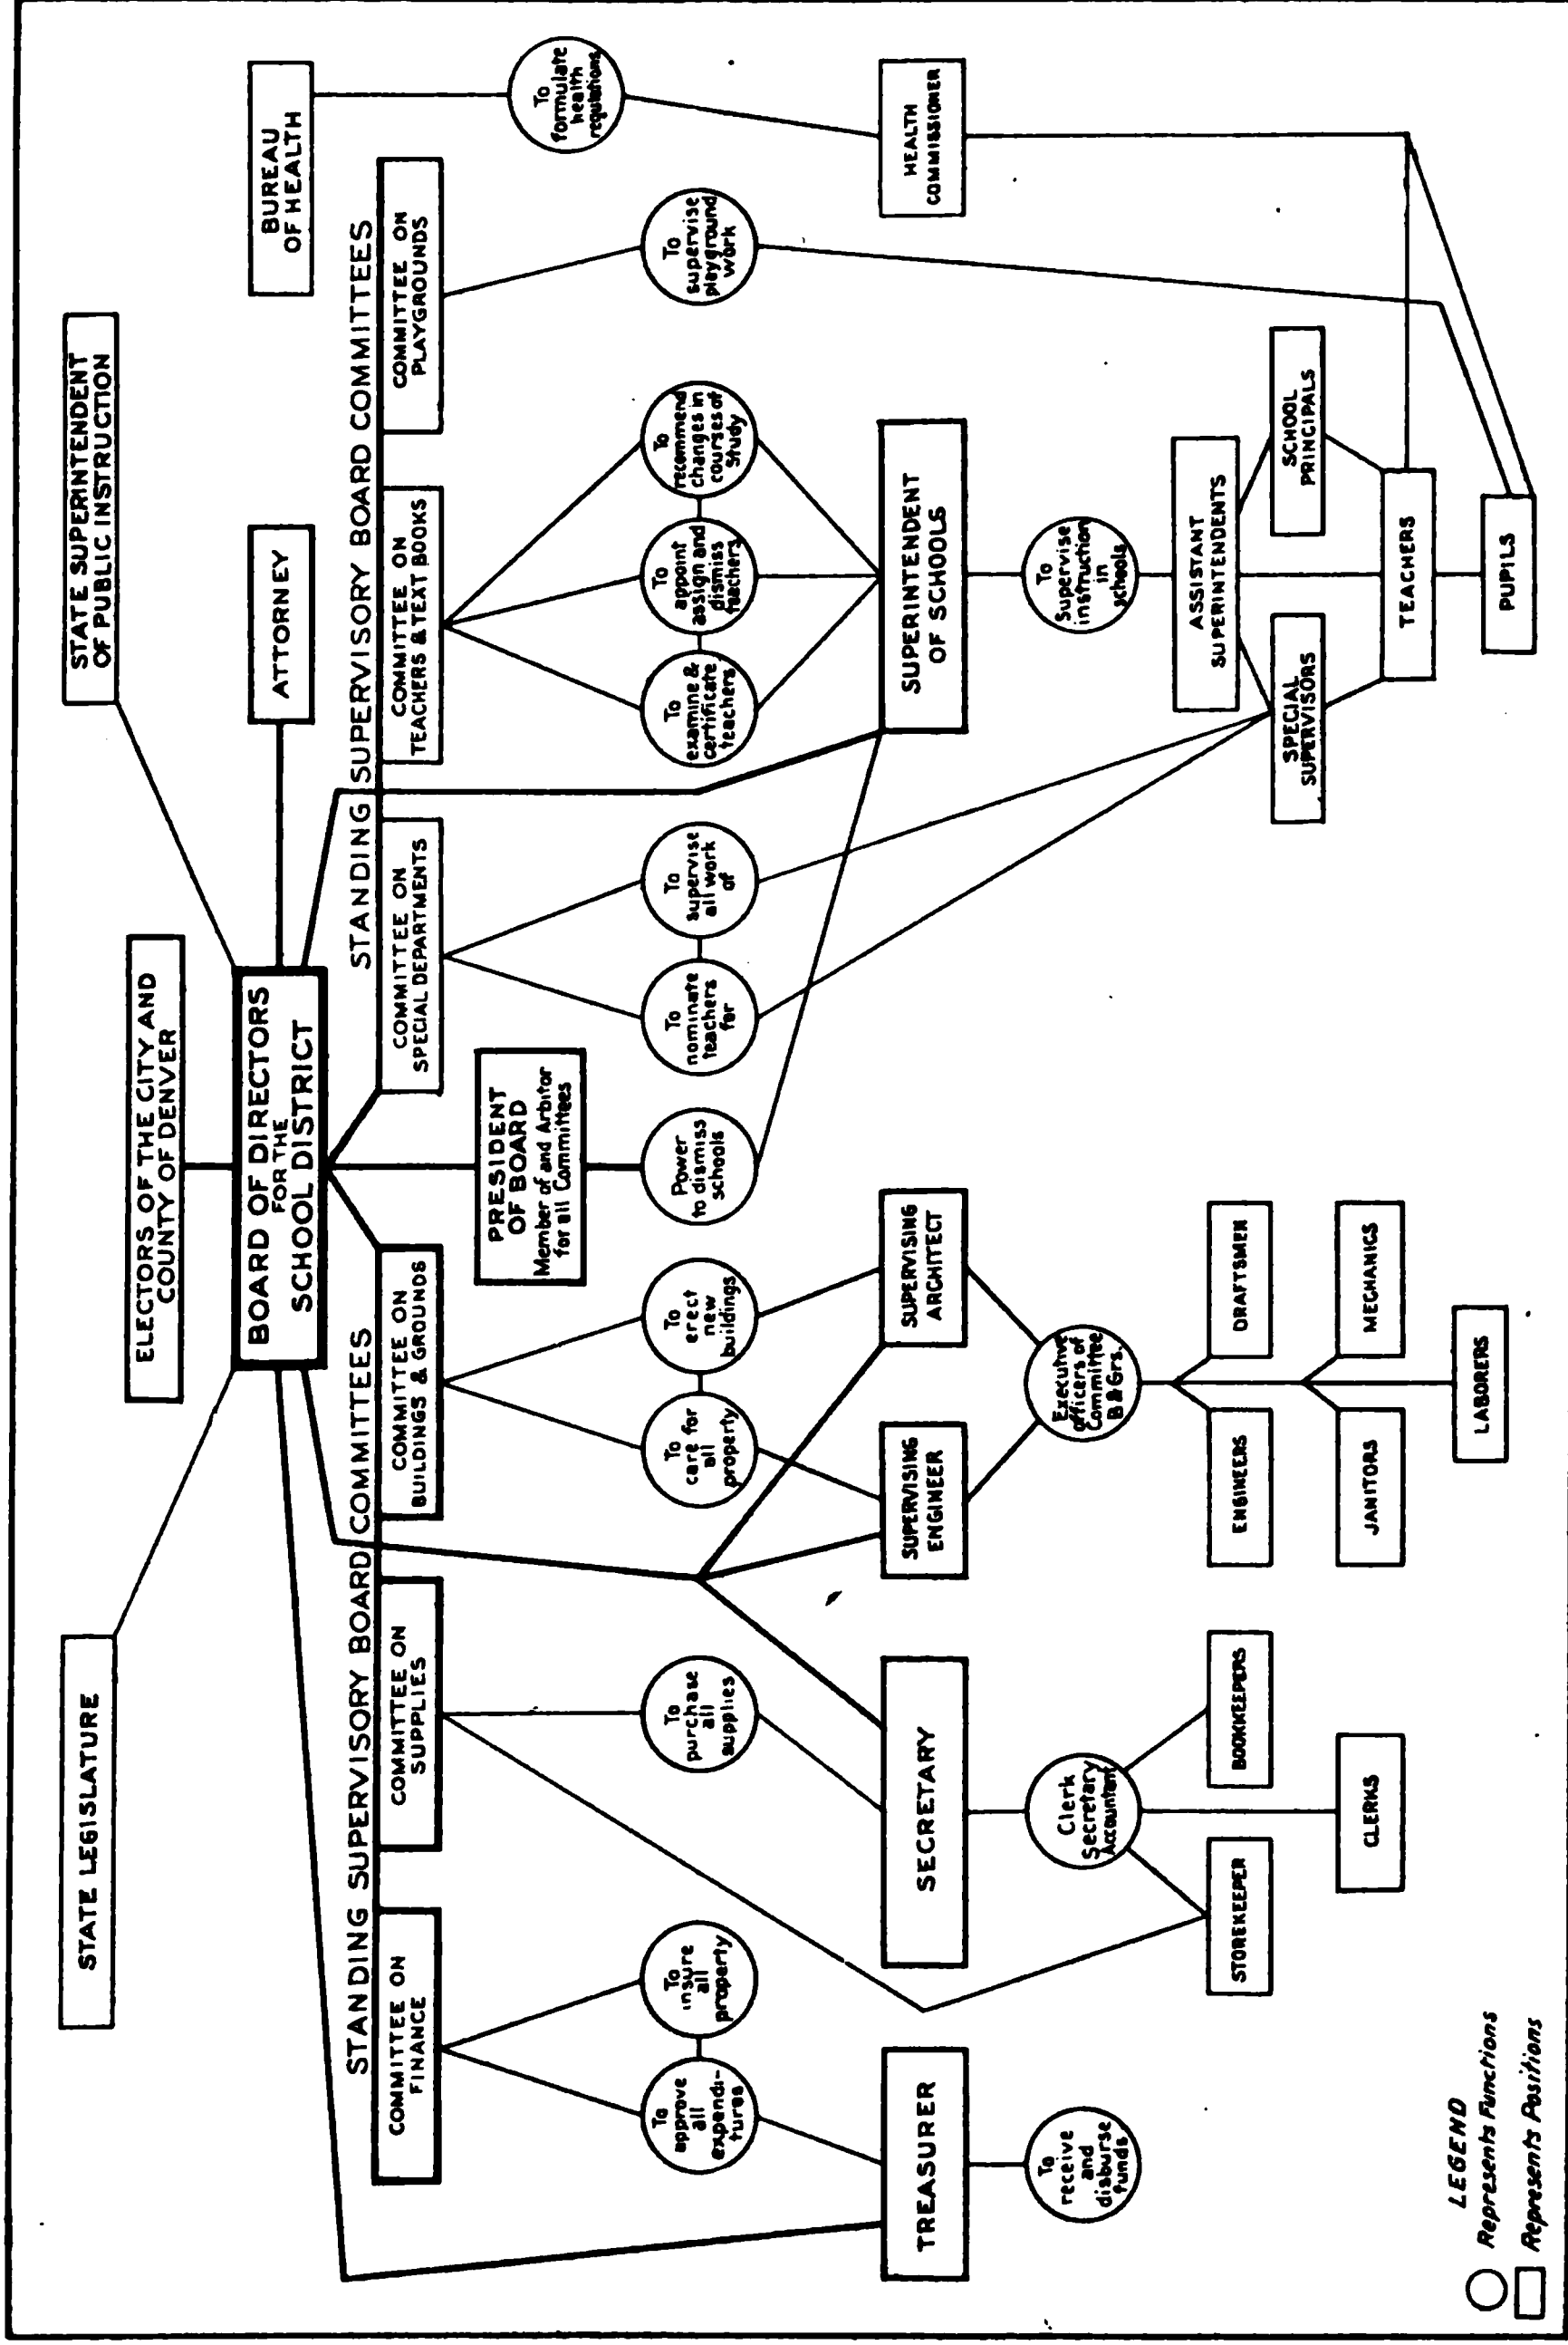 STATE LEGISLATURE
ELECTORS OF THE CITY AND
COUNTY OF DENVER
STATE SUPERINTENDENT
OF PUBLIC INSTRUCTION
BOARD OF DIRECTORS
FOR THE
SCHOOL DISTRICT
ATTORNEY
BUREAU
OF HEALTH
STANDING SUPERVISORY BOARD COMMITTEES
STANDING SUPERVISORY BOARD COMMITTEES
COMMITTEE ON
FINANCE
COMMITTEE ON
SUPPLIES
COMMITTEE ON
BUILDINGS & GROUNDS
COMMITTEE ON
SPECIAL DEPARTMENTS
COMMITTEE ON
TEACHERS & TEXT BOOKS
COMMITTEE ON
PLAYGROUNDS
PRESIDENT
OF BOARD
Member of and Arbitor
for all Committees
To
formulate
health
regulations
To
approve
all
expendi-
tures
To
insure
all
property
To
purchase
all
supplies
To
care for
all
property
To
erect
new
buildings
Power
to dismiss
schools
To
nominate
teachers
for
To
supervise
all work
of
To
examine &
certificate
teachers
To
appoint
assign and
dismiss
teachers
To
recommend
changes in
courses of
study
To
supervise
playground
work
TREASURER
SECRETARY
SUPERVISING
ENGINEER
SUPERVISING
ARCHITECT
SUPERINTENDENT
OF SCHOOLS
HEALTH
COMMISSIONER
To
receive
and
disburse
funds
Clerk
Secretary
Accountant
Executive
officers of
Committee
B & Grs.
To
Supervise
instruction
in
schools
STOREKEEPER
BOOKKEEPERS
ENGINEERS
DRAFTSMEN
ASSISTANT
SUPERINTENDENTS
SPECIAL
SUPERVISORS
SCHOOL
PRINCIPALS
CLERKS
JANITORS
MECHANICS
TEACHERS
LABORERS
PUPILS
LEGEND
Represents Functions
Represents Positions